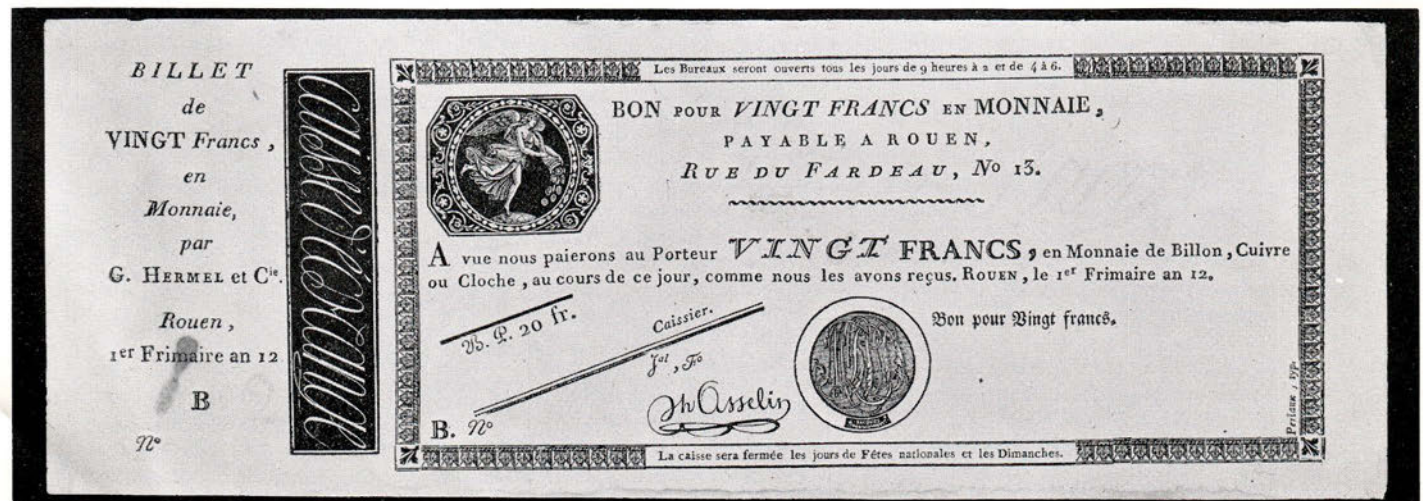 BILLET
de
VINGT Francs,
en
Monnaie,
par
G. HERMEL et Cie.
Rouen,
1er Frimaire an 12
B
No
Les Bureaux seront ouverts tous les jours de 9 heures à 2 et de 4 à 6.
BON POUR VINGT FRANCS EN MONNAIE,
PAYABLE A ROUEN,
RUE DU FARDEAU, No 13.
A vue nous paierons au Porteur VINGT FRANCS, en Monnaie de Billon, Cuivre
ou Cloche, au cours de ce jour, comme nous les avons reçus. ROUEN, le 1er Frimaire an 12.
B. P. 20 fr.
Caissier.
Jal, Fo
Bon pour Vingt francs.
Jh Asselin
B. No
Periaux, typ.
La caisse sera fermée les jours de Fêtes nationales et les Dimanches.